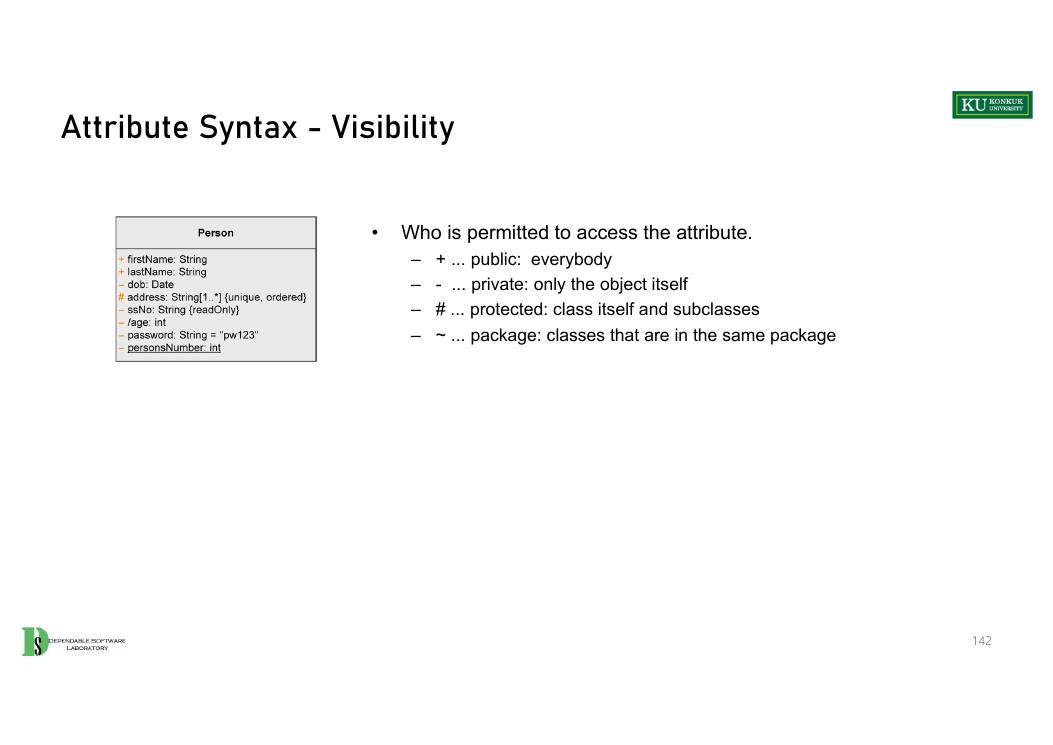 KU KONKUK
UNIVERSITY
Attribute Syntax - Visibility
Person
+ firstName: String
+ lastName: String
– dob: Date
# address: String[1..*] {unique, ordered}
– ssNo: String {readOnly}
– /age: int
– password: String = "pw123"
– personsNumber: int
• Who is permitted to access the attribute.
– + ... public:  everybody
– -  ... private: only the object itself
– # ... protected: class itself and subclasses
– ~ ... package: classes that are in the same package
DS DEPENDABLE SOFTWARE
LABORATORY
142